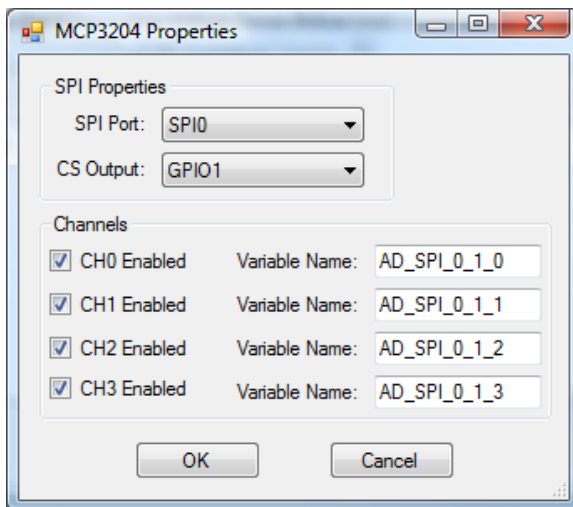 MCP3204 Properties
SPI Properties
SPI Port: SPI0
CS Output: GPIO1
Channels
CH0 Enabled Variable Name: AD_SPI_0_1_0
CH1 Enabled Variable Name: AD_SPI_0_1_1
CH2 Enabled Variable Name: AD_SPI_0_1_2
CH3 Enabled Variable Name: AD_SPI_0_1_3
OK Cancel